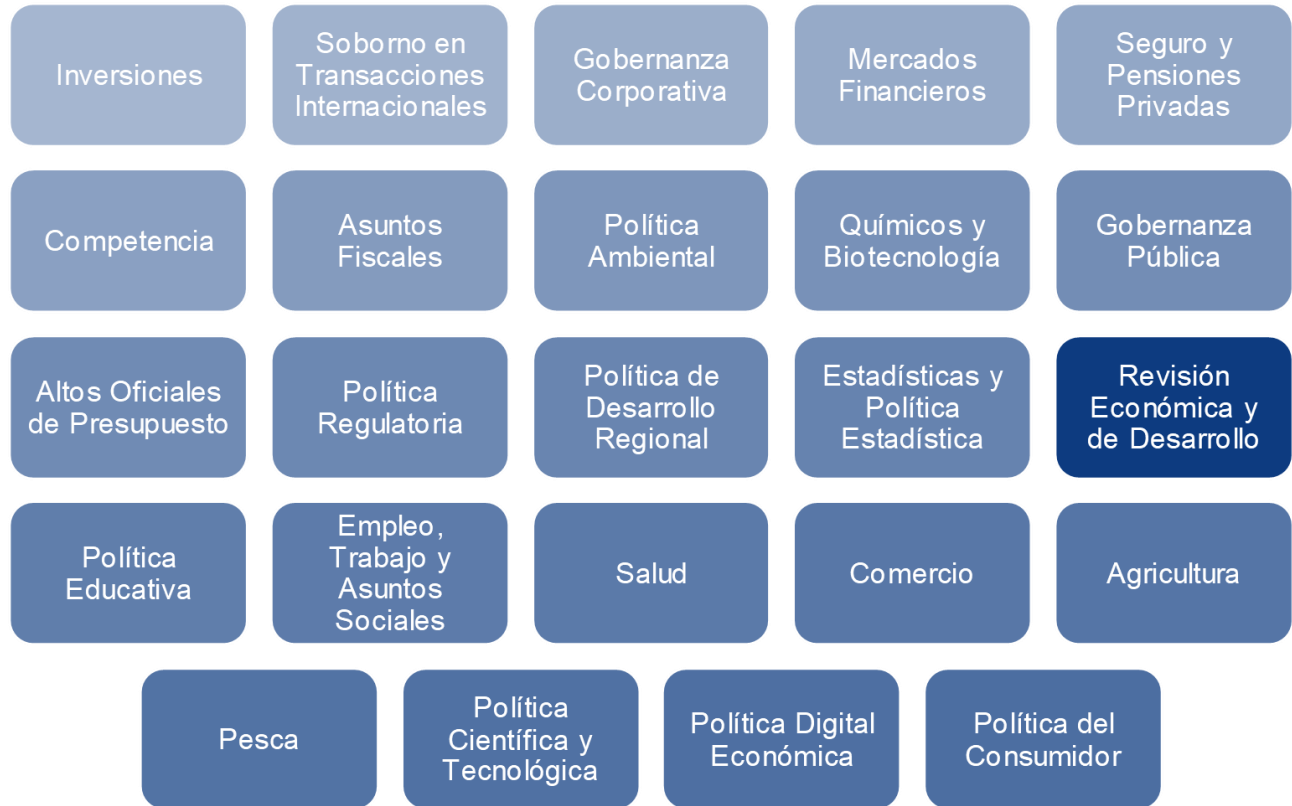 Inversiones
Soborno en
Transacciones
Internacionales
Gobernanza
Corporativa
Mercados
Financieros
Seguro y
Pensiones
Privadas
Competencia
Asuntos
Fiscales
Política
Ambiental
Químicos y
Biotecnología
Gobernanza
Pública
Altos Oficiales
de Presupuesto
Política
Regulatoria
Política de
Desarrollo
Regional
Estadísticas y
Política
Estadística
Revisión
Económica y
de Desarrollo
Política
Educativa
Empleo,
Trabajo y
Asuntos
Sociales
Salud
Comercio
Agricultura
Pesca
Política
Científica y
Tecnológica
Política Digital
Económica
Política del
Consumidor